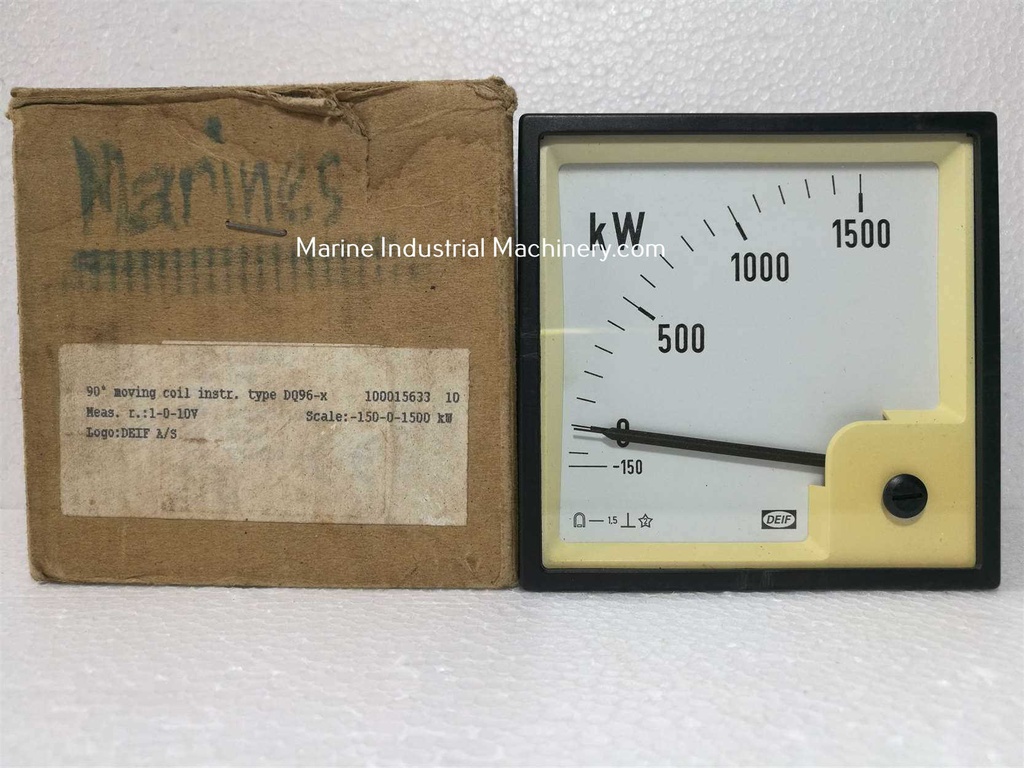 Marines
Marine Industrial Machinery.com
90° moving coil instr. type DQ96-x 100015633 10
Meas. r.:1-0-10V Scale:-150-0-1500 kW
Logo:DEIF A/S
kW
1500
1000
500
0
-150
1.5
2
DEIF